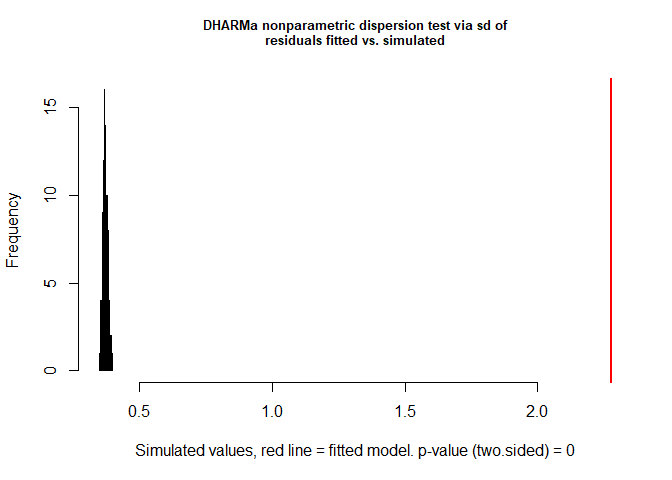 DHARMa nonparametric dispersion test via sd of
residuals fitted vs. simulated
15
10
5
0
Frequency
0.5 1.0 1.5 2.0
Simulated values, red line = fitted model. p-value (two.sided) = 0